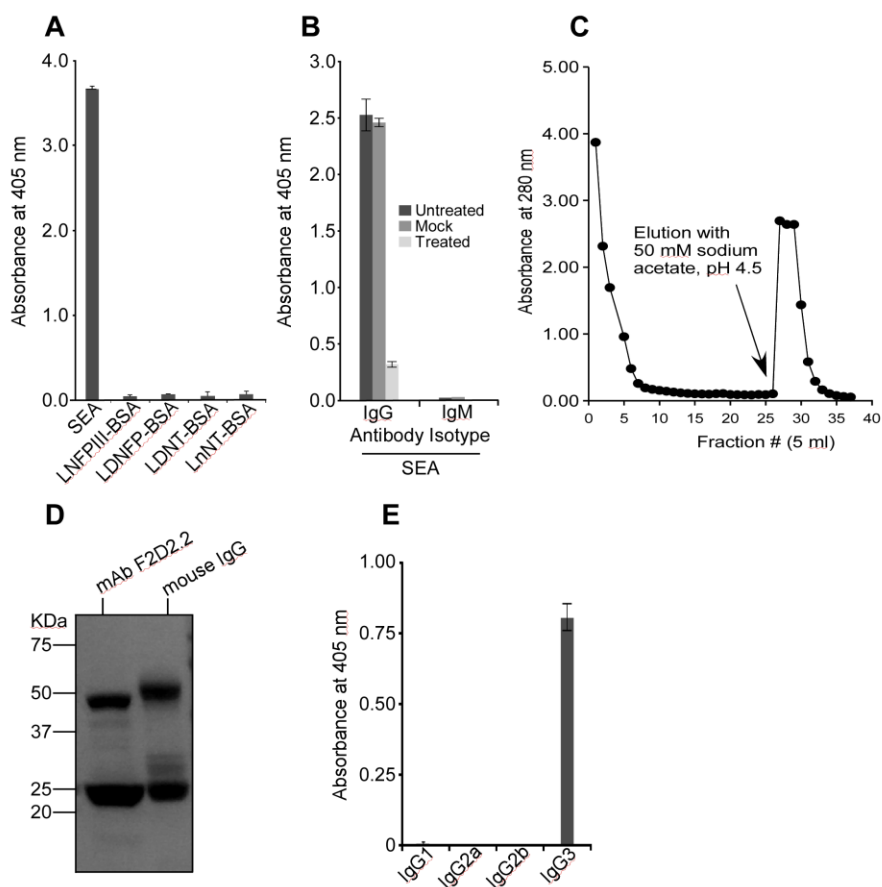 A
Absorbance at 405 nm
4.0
3.0
2.0
1.0
0.0
SEA
LNFPIII-BSA
LDNFP-BSA
LDNT-BSA
LnNT-BSA
B
Absorbance at 405 nm
3.0
2.5
2.0
1.5
1.0
0.5
0.0
Untreated
Mock
Treated
IgG
IgM
Antibody Isotype
SEA
C
Absorbance at 280 nm
5.00
4.00
3.00
2.00
1.00
0.00
Elution with
50 mM sodium
acetate, pH 4.5
0 5 10 15 20 25 30 35 40
Fraction # (5 ml)
D
mAb F2D2.2
mouse IgG
KDa
75
50
37
25
20
E
Absorbance at 405 nm
1.00
0.75
0.50
0.25
0
IgG1
IgG2a
IgG2b
IgG3